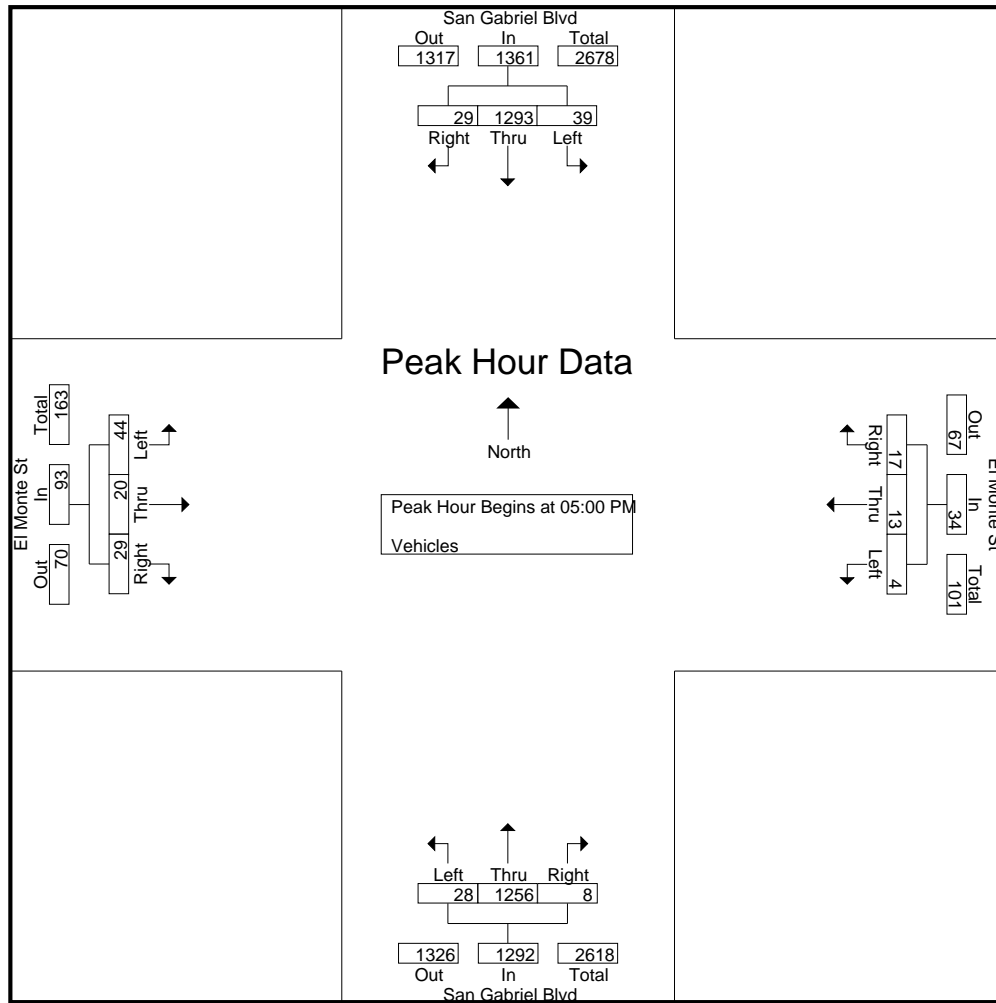 San Gabriel Blvd
Out In Total
1317 1361 2678
29 1293 39
Right Thru Left
Peak Hour Data
North
Peak Hour Begins at 05:00 PM
Vehicles
El Monte St
Total In Out
163 93 70
44 20 29
Left Thru Right
Right Thru Left
17 13 4
Out In Total
67 34 101
El Monte St
Left Thru Right
28 1256 8
1326 1292 2618
Out In Total
San Gabriel Blvd